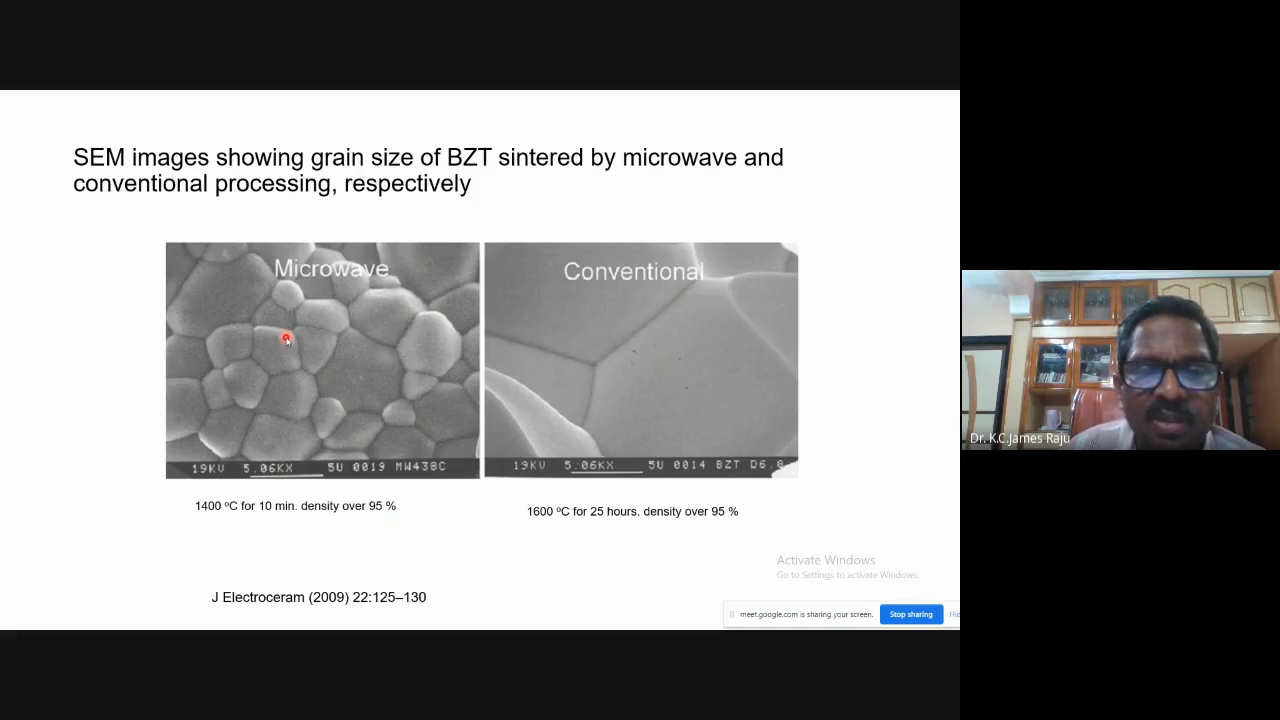 SEM images showing grain size of BZT sintered by microwave and
conventional processing, respectively
Microwave
19KV 5.06KX 5U 0019 MW438C
Conventional
19KV 5.06KX 5U 0014 BZT D6.8
1400 ºC for 10 min. density over 95 %
1600 ºC for 25 hours. density over 95 %
J Electroceram (2009) 22:125–130
Activate Windows
Go to Settings to activate Windows.
meet.google.com is sharing your screen.
Stop sharing
Dr. K.C.James Raju